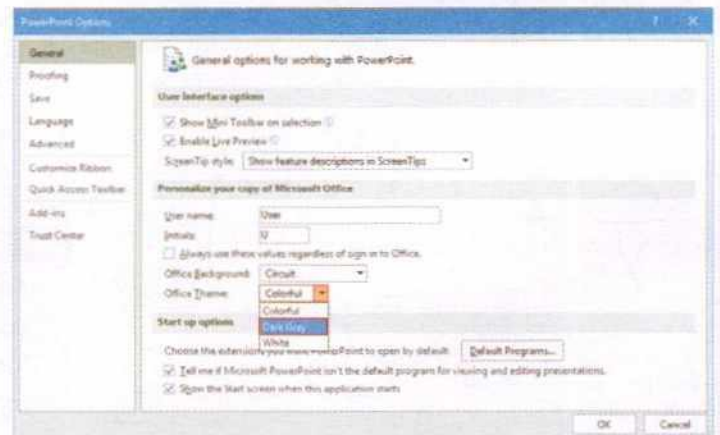 PowerPoint Options
General
Proofing
Save
Language
Advanced
Customize Ribbon
Quick Access Toolbar
Add-ins
Trust Center
General options for working with PowerPoint.
User Interface options
Show Mini Toolbar on selection
Enable Live Preview
ScreenTip style: Show feature descriptions in ScreenTips
Personalize your copy of Microsoft Office
User name: User
Initials: U
Always use these values regardless of sign in to Office.
Office Background: Circuit
Office Theme: Colorful
Colorful
Dark Gray
White
Start up options
Choose the extensions you want PowerPoint to open by default: Default Programs...
Tell me if Microsoft PowerPoint isn't the default program for viewing and editing presentations.
Show the Start screen when this application starts
OK Cancel